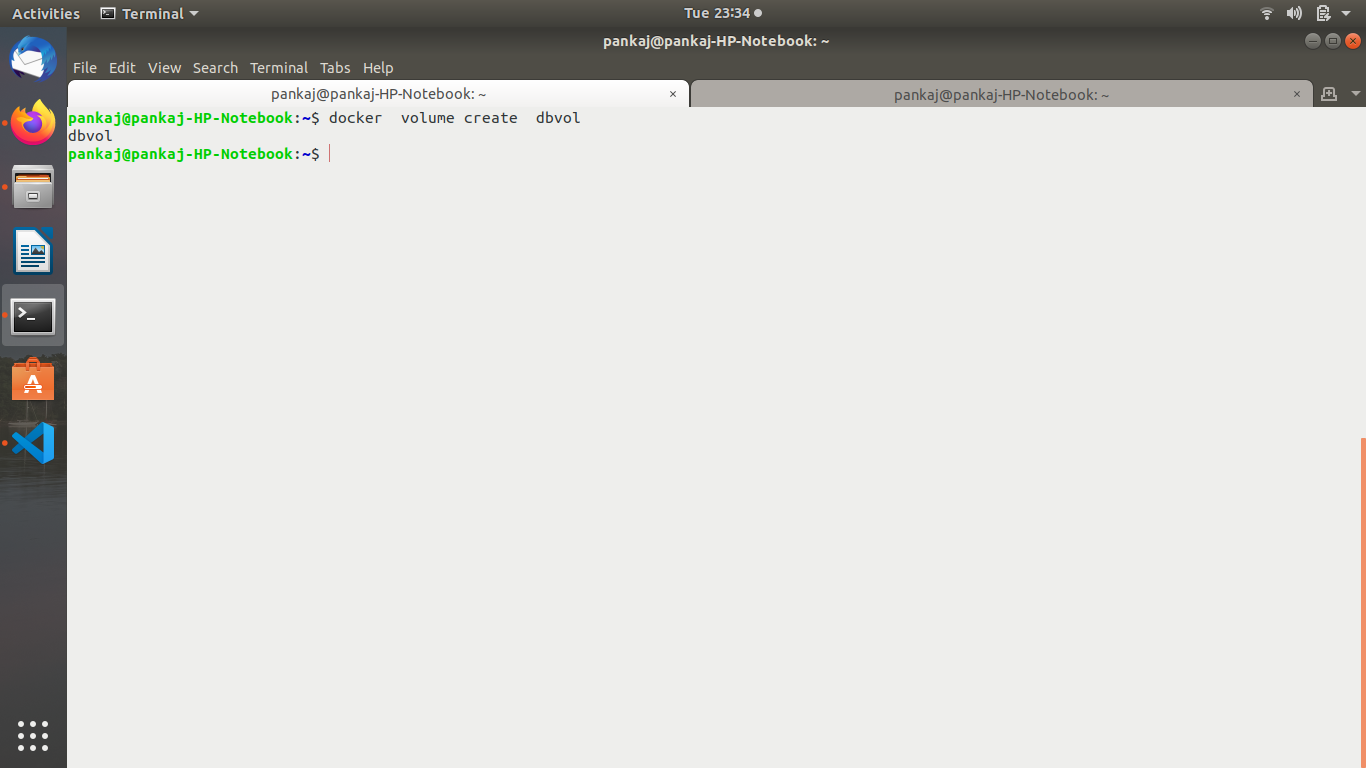 Activities Terminal Tue 23:34
pankaj@pankaj-HP-Notebook: ~
File Edit View Search Terminal Tabs Help
pankaj@pankaj-HP-Notebook: ~ × pankaj@pankaj-HP-Notebook: ~ ×
pankaj@pankaj-HP-Notebook:~$ docker  volume create  dbvol
dbvol
pankaj@pankaj-HP-Notebook:~$